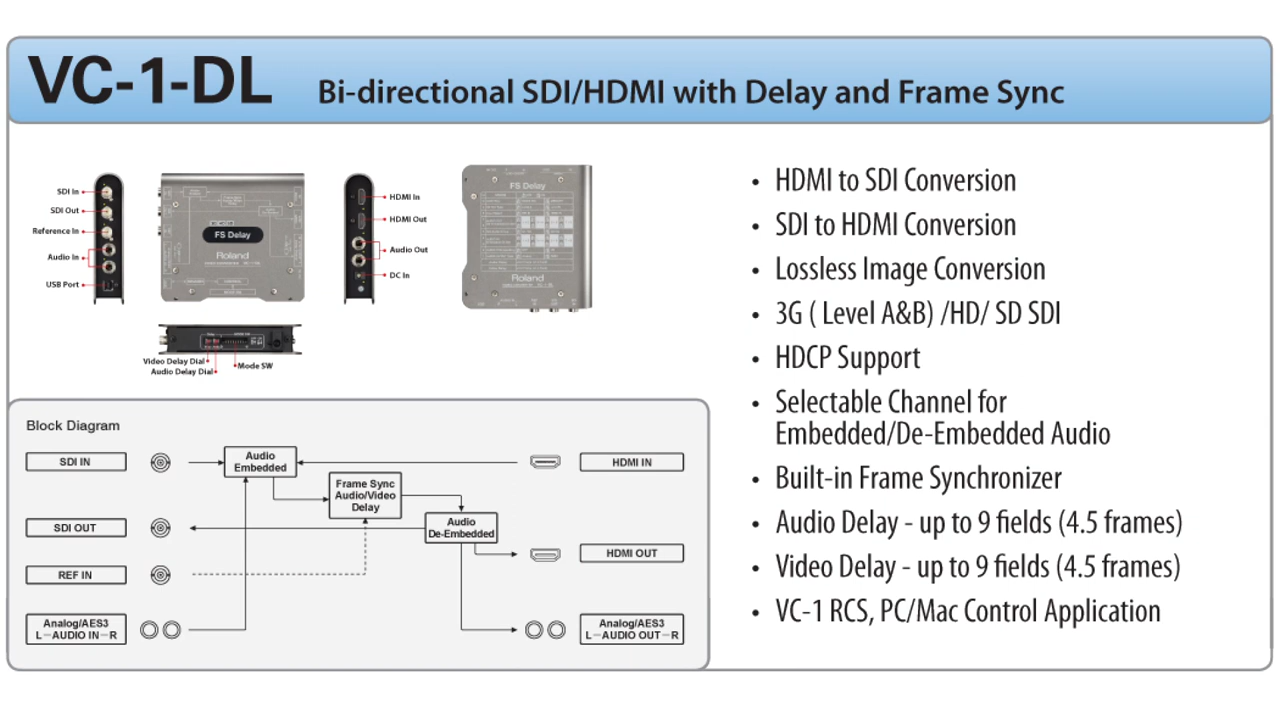 VC-1-DL Bi-directional SDI/HDMI with Delay and Frame Sync
SDI In
SDI Out
Reference In
Audio In
USB Port
FS Delay
Roland
HDMI In
HDMI Out
Audio Out
DC In
FS Delay
Roland
Video Delay Dial
Audio Delay Dial
Mode SW
Block Diagram
SDI IN
Audio
Embedded
HDMI IN
Frame Sync
Audio/Video
Delay
SDI OUT
Audio
De-Embedded
HDMI OUT
REF IN
Analog/AES3
L－AUDIO IN－R
Analog/AES3
L－AUDIO OUT－R
• HDMI to SDI Conversion
• SDI to HDMI Conversion
• Lossless Image Conversion
• 3G ( Level A&B) /HD/ SD SDI
• HDCP Support
• Selectable Channel for
Embedded/De-Embedded Audio
• Built-in Frame Synchronizer
• Audio Delay - up to 9 fields (4.5 frames)
• Video Delay - up to 9 fields (4.5 frames)
• VC-1 RCS, PC/Mac Control Application